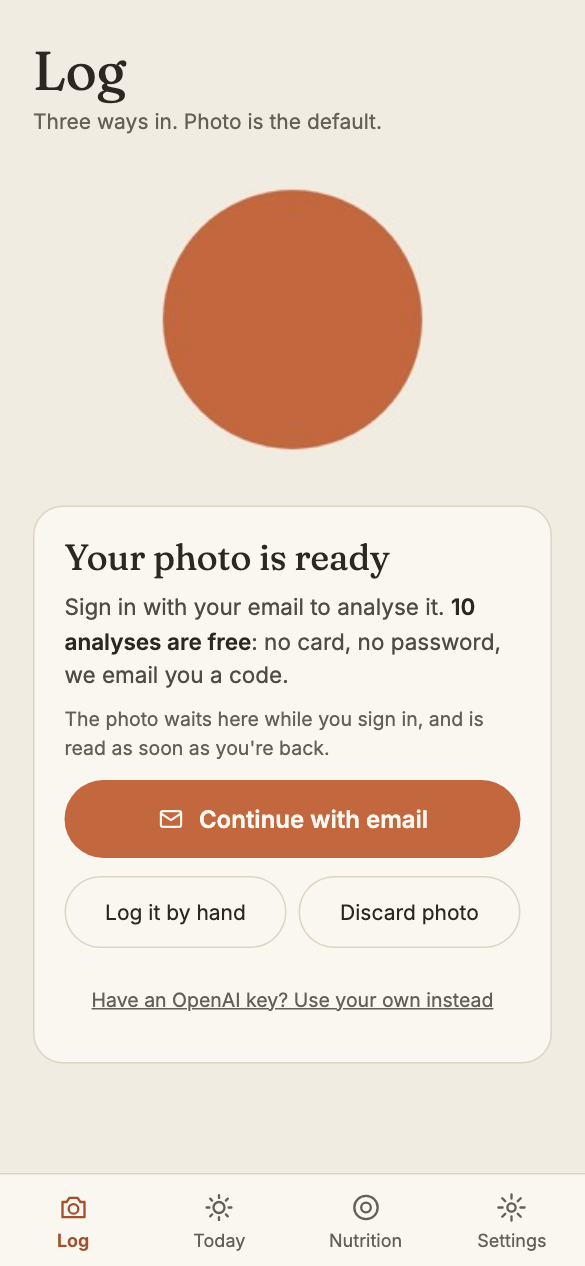 Log
Three ways in. Photo is the default.
Your photo is ready
Sign in with your email to analyse it. 10
analyses are free: no card, no password,
we email you a code.
The photo waits here while you sign in, and is
read as soon as you're back.
Continue with email
Log it by hand
Discard photo
Have an OpenAI key? Use your own instead
Log
Today
Nutrition
Settings